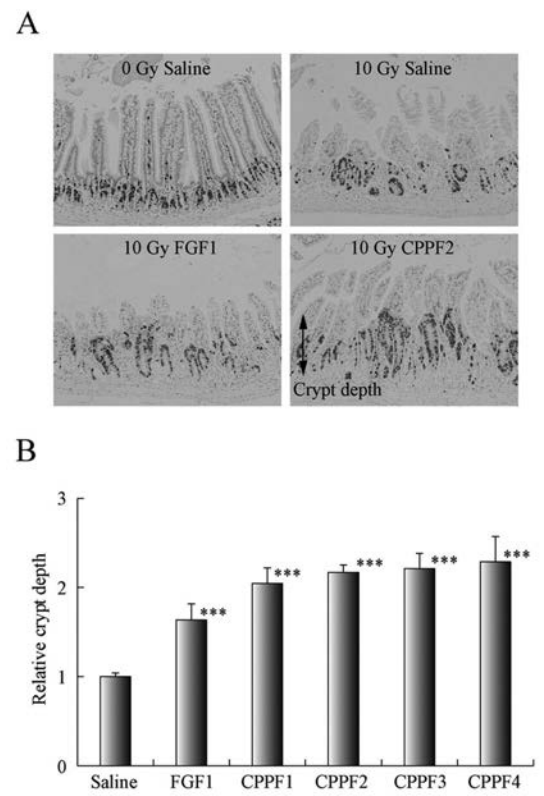 A
0 Gy Saline
10 Gy Saline
10 Gy FGF1
10 Gy CPPF2
Crypt depth
B
Relative crypt depth
3
2
1
0
***
***
***
***
***
Saline
FGF1
CPPF1
CPPF2
CPPF3
CPPF4